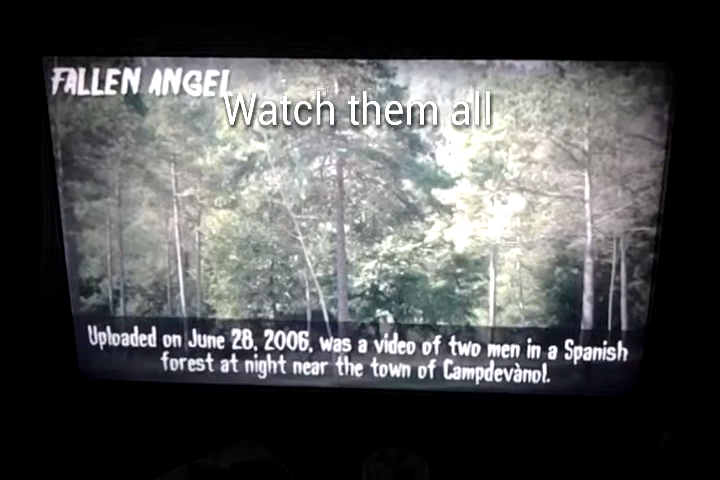 FALLEN ANGEL
Watch them all
Uploaded on June 28, 2006, was a video of two men in a Spanish
forest at night near the town of Campdevànol.